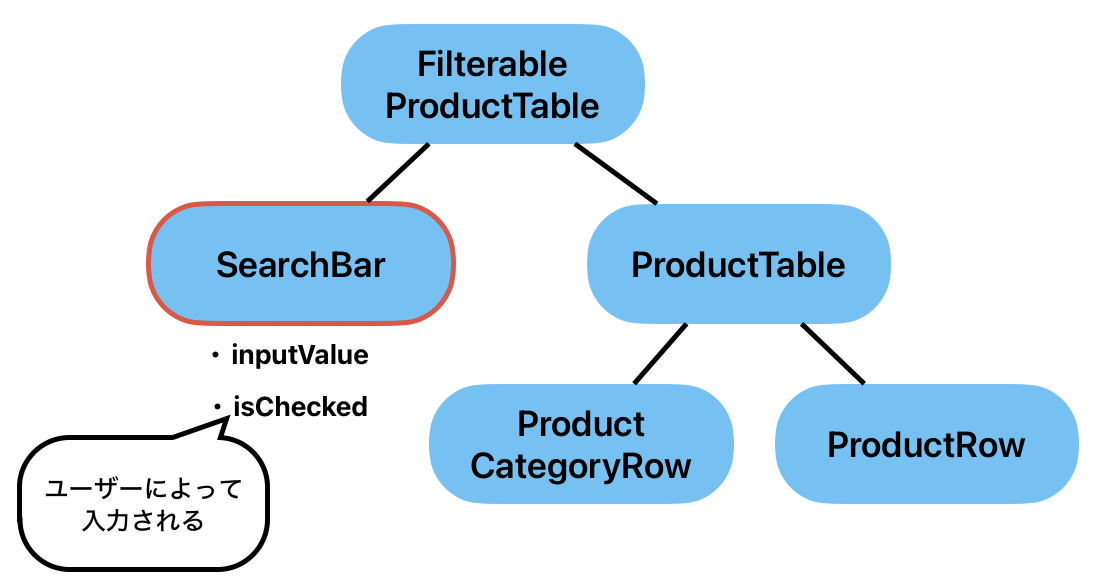 Filterable
ProductTable
SearchBar
ProductTable
・inputValue
・isChecked
Product
CategoryRow
ProductRow
ユーザーによって
入力される